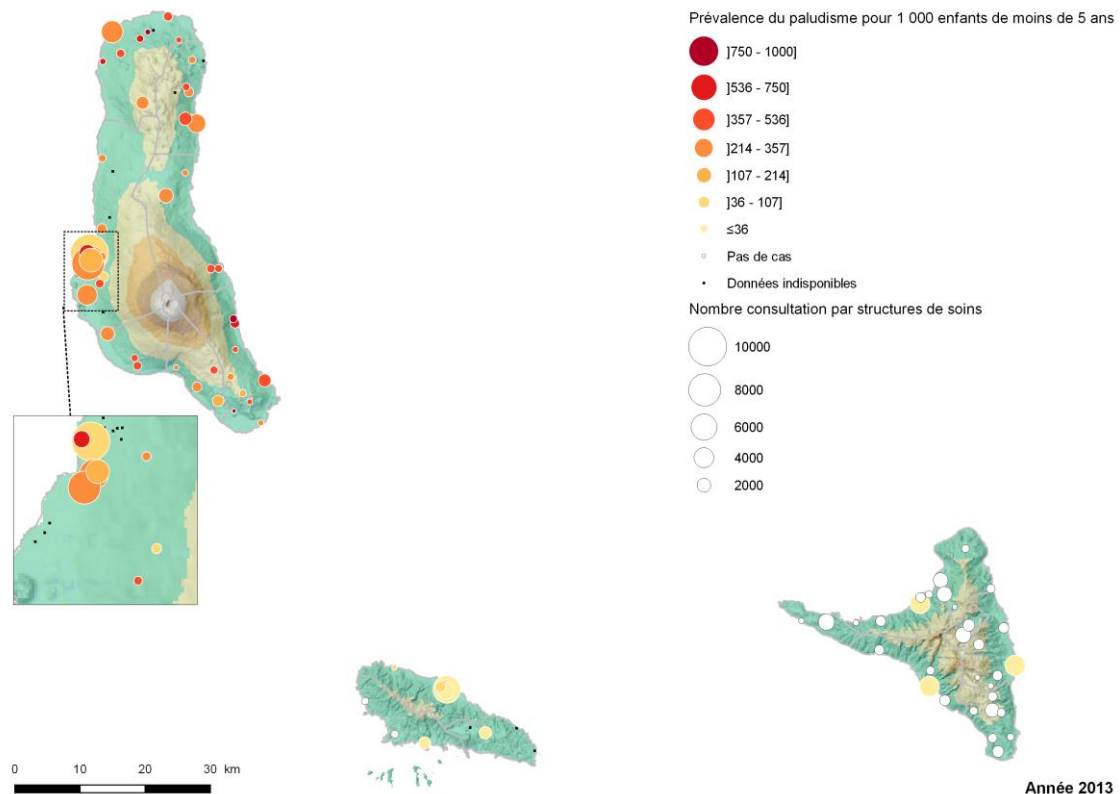 Prévalence du paludisme pour 1 000 enfants de moins de 5 ans
]750 - 1000]
]536 - 750]
]357 - 536]
]214 - 357]
]107 - 214]
]36 - 107]
≤36
Pas de cas
Données indisponibles
Nombre consultation par structures de soins
10000
8000
6000
4000
2000
0 10 20 30 km
Année 2013